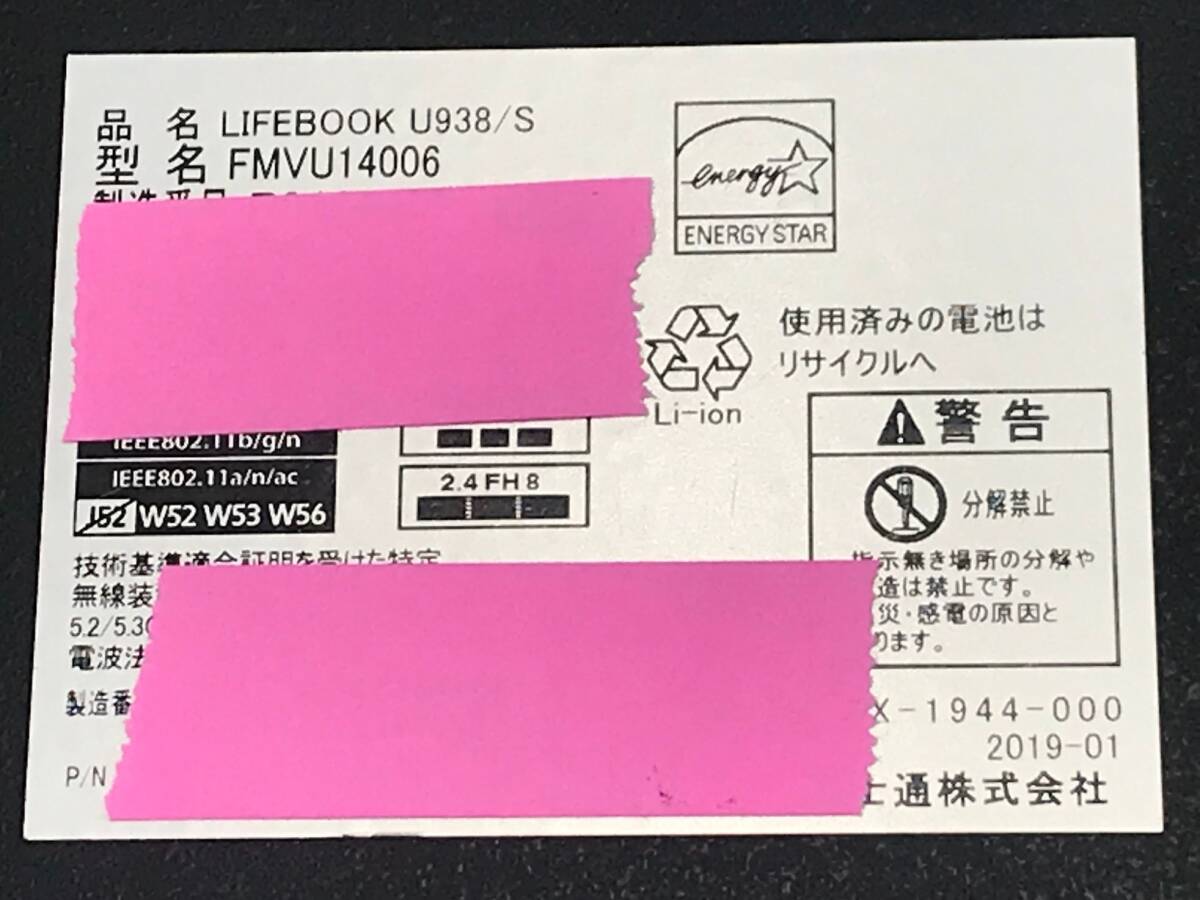 品 名 LIFEBOOK U938/S
型 名 FMVU14006
製造番号
energy
ENERGY STAR
使用済みの電池は
リサイクルへ
Li-ion
IEEE802.11b/g/n
IEEE802.11a/n/ac
J52 W52 W53 W56
2.4 FH 8
警告
分解禁止
指示無き場所の分解や
造は禁止です。
災・感電の原因と
ります。
技術基準適合証明を受けた特定
無線装
5.2/5.3
電波法
製造番
P/N
X-1944-000
2019-01
士通株式会社